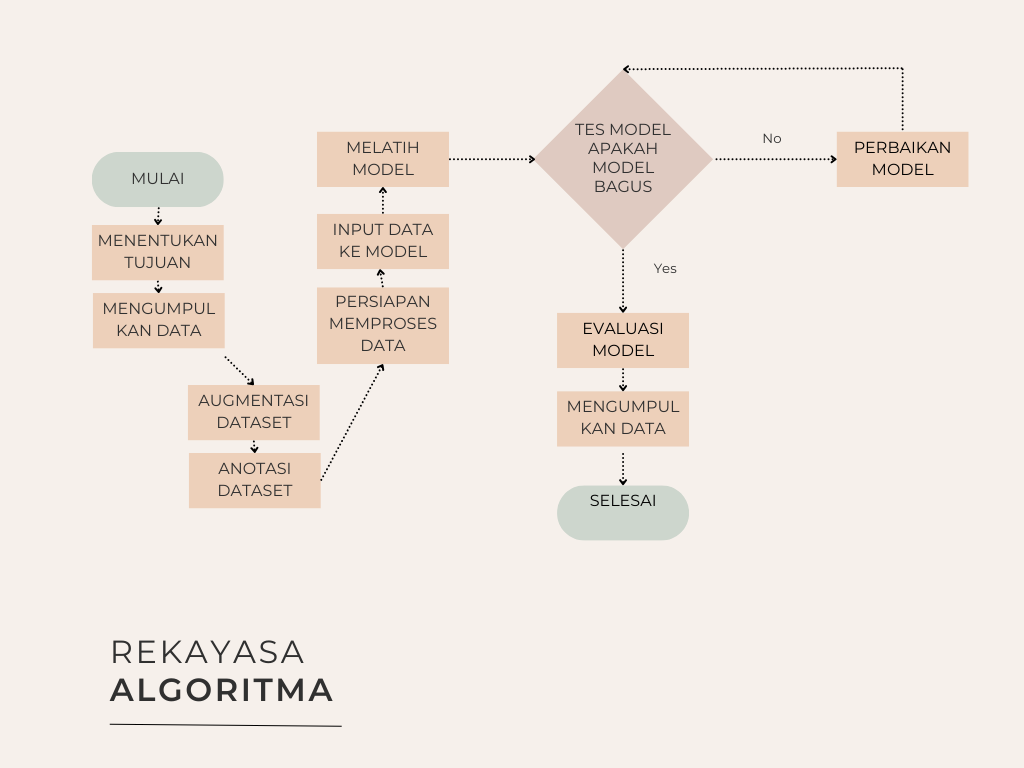 MULAI
MENENTUKAN
TUJUAN
MENGUMPUL
KAN DATA
AUGMENTASI
DATASET
ANOTASI
DATASET
PERSIAPAN
MEMPROSES
DATA
INPUT DATA
KE MODEL
MELATIH
MODEL
TES MODEL
APAKAH
MODEL
BAGUS
No
PERBAIKAN
MODEL
Yes
EVALUASI
MODEL
MENGUMPUL
KAN DATA
SELESAI
REKAYASA
ALGORITMA